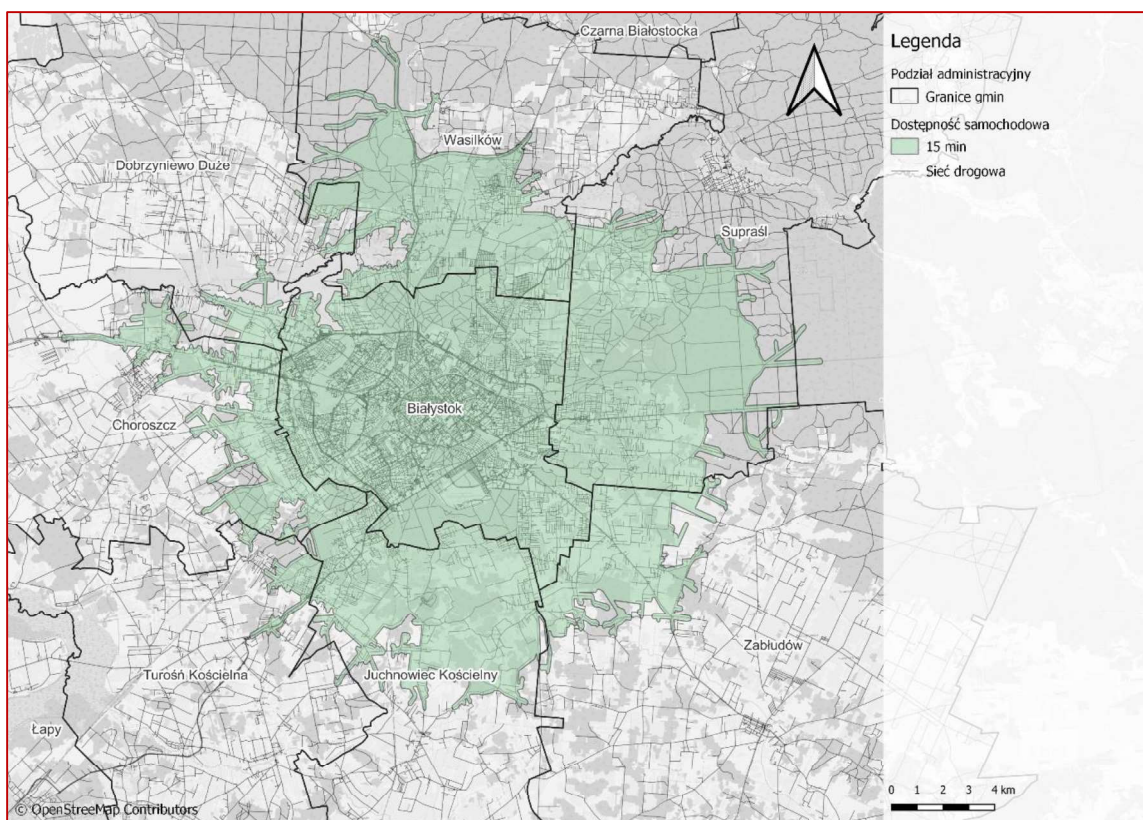 Czarna Białostocka
Wasilków
Dobrzyniewo Duże
Supraśl
Białystok
Choroszcz
Zabłudów
Turośń Kościelna
Juchnowiec Kościelny
Łapy
© OpenStreetMap Contributors
Legenda
Podział administracyjny
Granice gmin
Dostępność samochodowa
15 min
Sieć drogowa
0 1 2 3 4 km